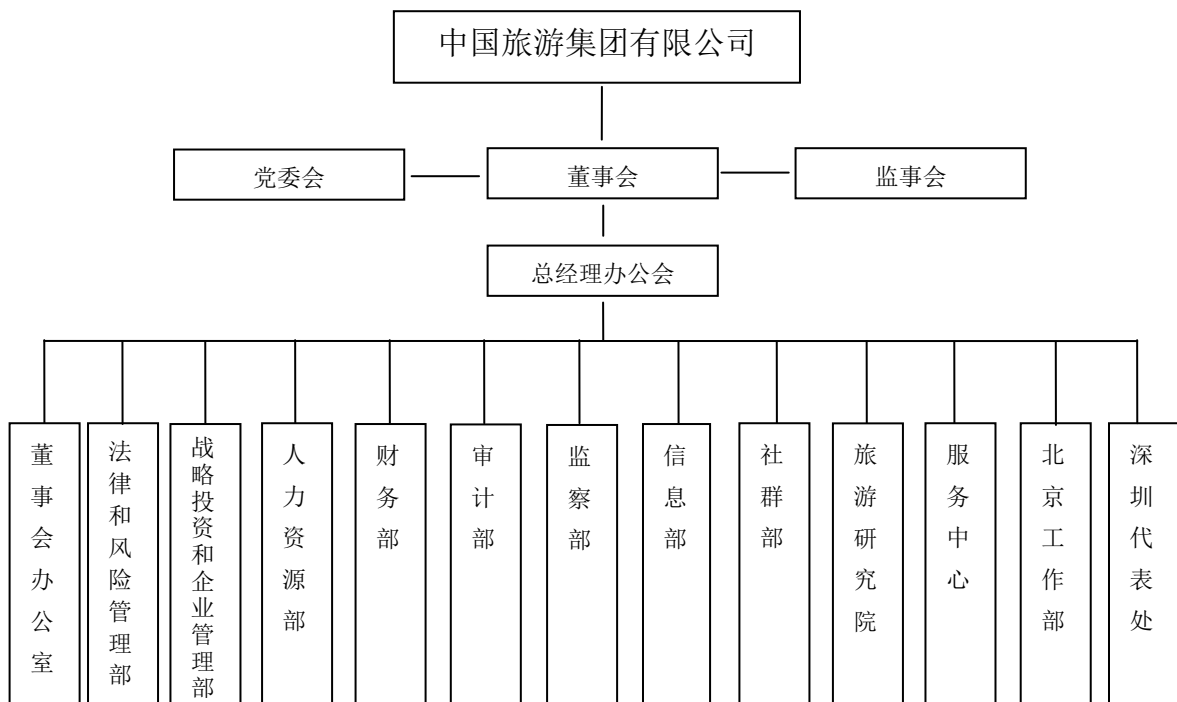 中国旅游集团有限公司
党委会
董事会
监事会
总经理办公会
董事会办公室
法律和风险管理部
战略投资和企业管理部
人力资源部
财务部
审计部
监察部
信息部
社群部
旅游研究院
服务中心
北京工作部
深圳代表处